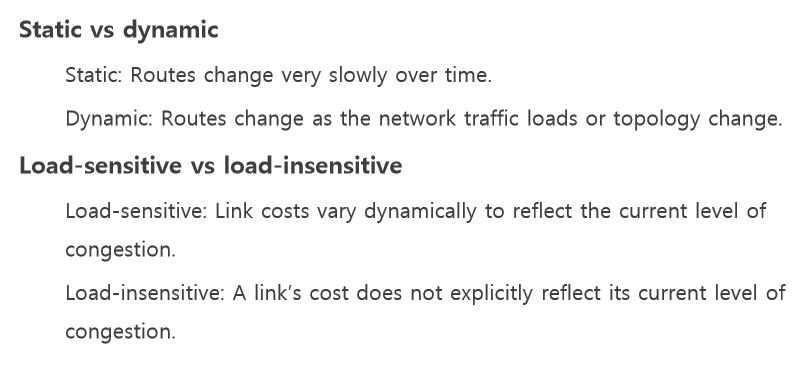 Static vs dynamic
Static: Routes change very slowly over time.
Dynamic: Routes change as the network traffic loads or topology change.
Load-sensitive vs load-insensitive
Load-sensitive: Link costs vary dynamically to reflect the current level of
congestion.
Load-insensitive: A link’s cost does not explicitly reflect its current level of
congestion.